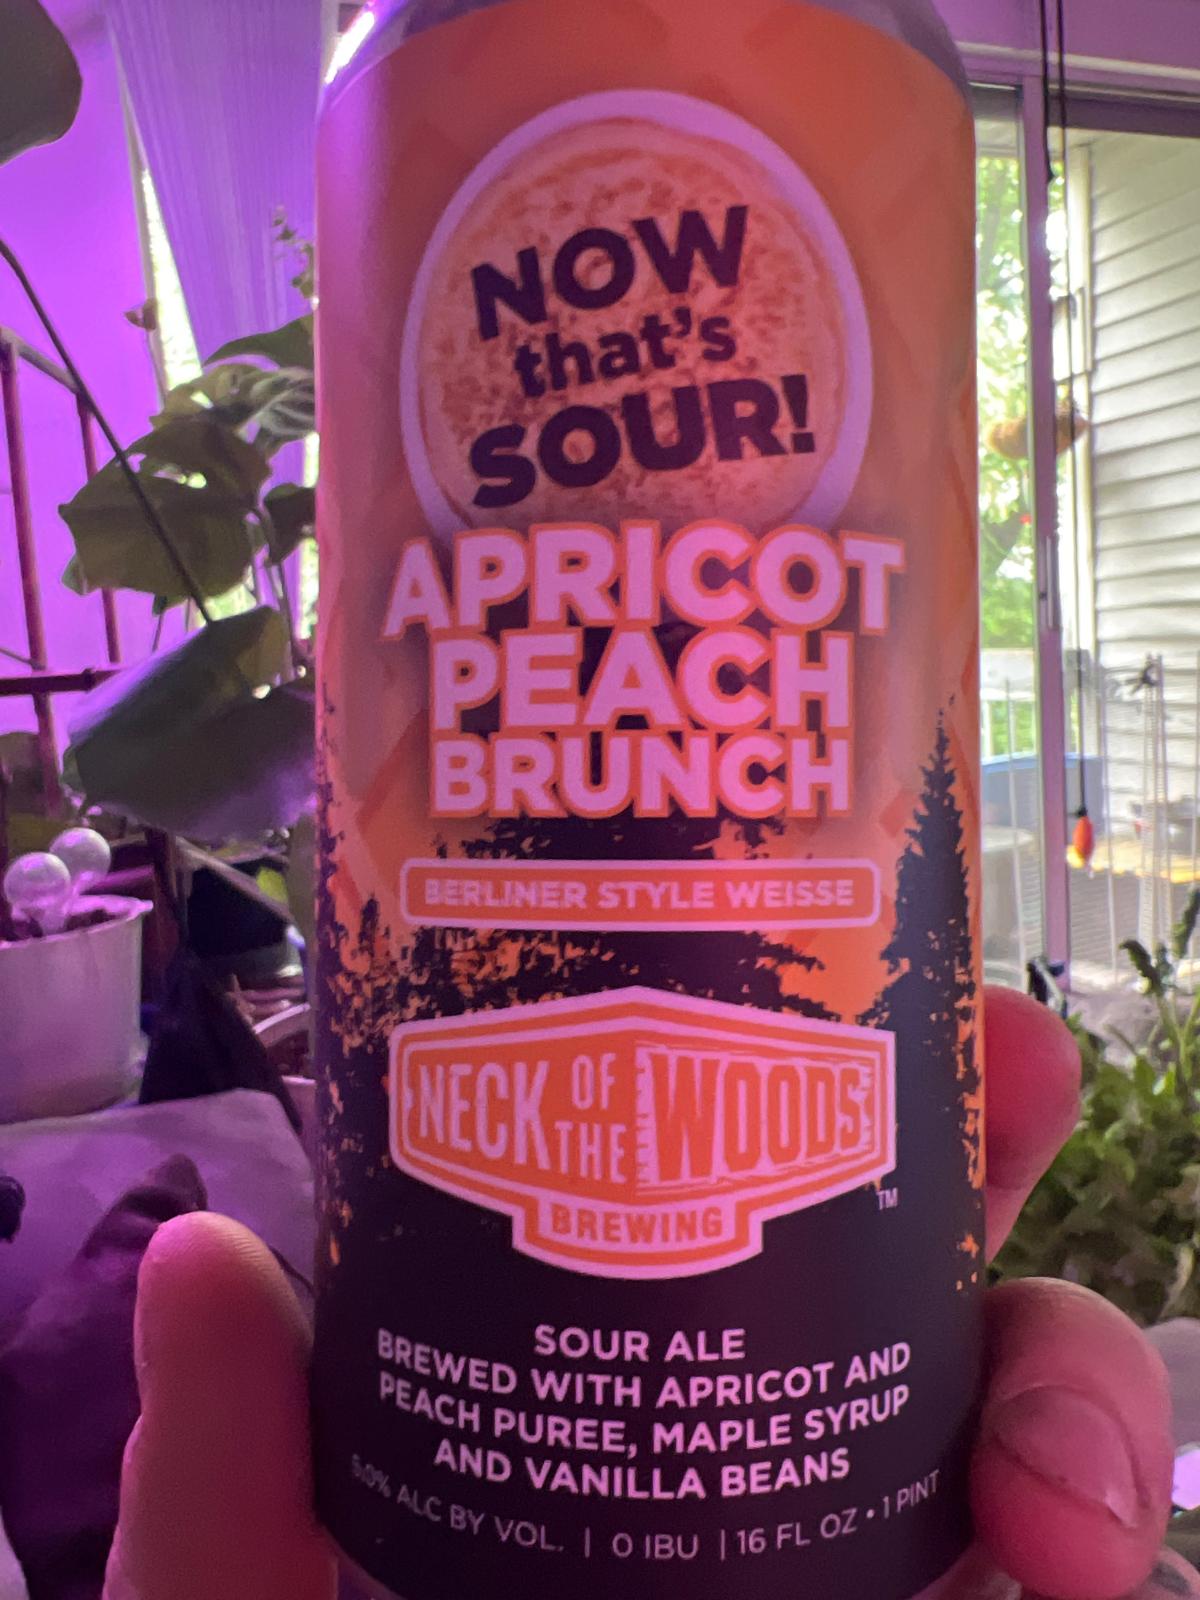 NOW
that's
SOUR!
APRICOT
PEACH
BRUNCH
BERLINER STYLE WEISSE
NECK OF THE WOODS
TM
BREWING
SOUR ALE
BREWED WITH APRICOT AND
PEACH PUREE, MAPLE SYRUP
AND VANILLA BEANS
ALC BY VOL. | 0 IBU | 16 FL OZ • 1 PINT